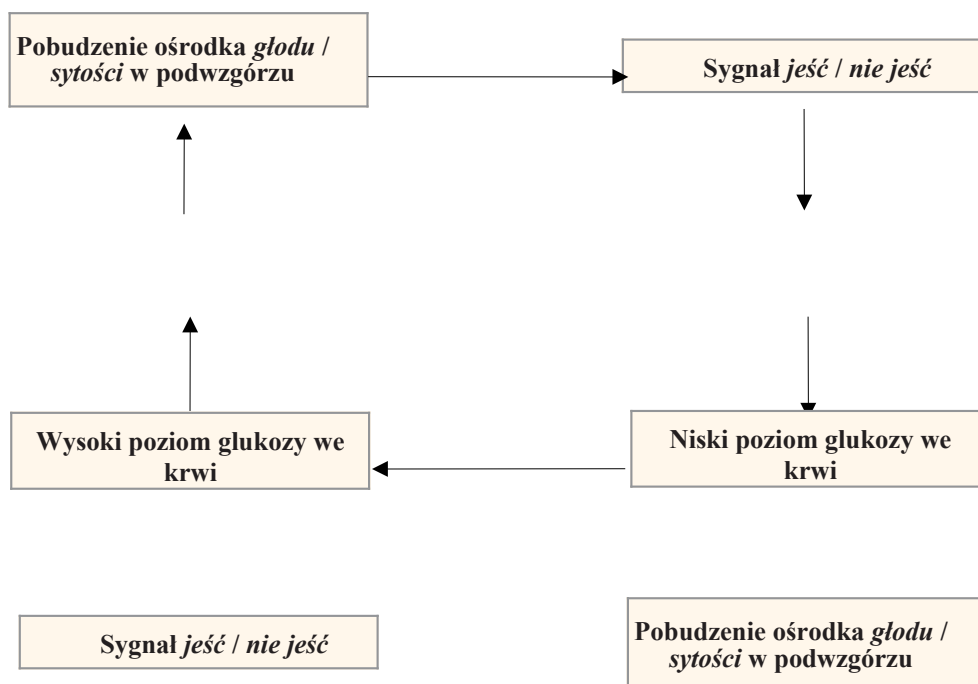 Pobudzenie ośrodka głodu /
sytości w podwzgórzu
Sygnał jeść / nie jeść
Wysoki poziom glukozy we
krwi
Niski poziom glukozy we
krwi
Sygnał jeść / nie jeść
Pobudzenie ośrodka głodu /
sytości w podwzgórzu